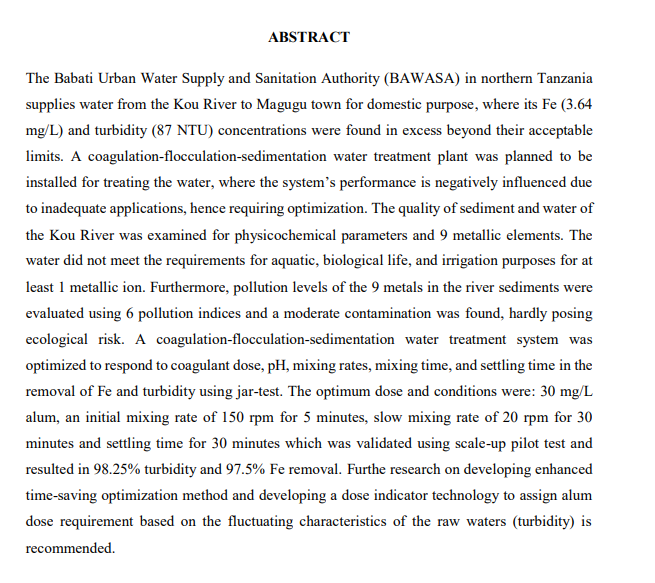 ABSTRACT
The Babati Urban Water Supply and Sanitation Authority (BAWASA) in northern Tanzania
supplies water from the Kou River to Magugu town for domestic purpose, where its Fe (3.64
mg/L) and turbidity (87 NTU) concentrations were found in excess beyond their acceptable
limits. A coagulation-flocculation-sedimentation water treatment plant was planned to be
installed for treating the water, where the system's performance is negatively influenced due
to inadequate applications, hence requiring optimization. The quality of sediment and water of
the Kou River was examined for physicochemical parameters and 9 metallic elements. The
water did not meet the requirements for aquatic, biological life, and irrigation purposes for at
least 1 metallic ion. Furthermore, pollution levels of the 9 metals in the river sediments were
evaluated using 6 pollution indices and a moderate contamination was found, hardly posing
ecological risk. A coagulation-flocculation-sedimentation water treatment system was
optimized to respond to coagulant dose, pH, mixing rates, mixing time, and settling time in the
removal of Fe and turbidity using jar-test. The optimum dose and conditions were: 30 mg/L
alum, an initial mixing rate of 150 rpm for 5 minutes, slow mixing rate of 20 rpm for 30
minutes and settling time for 30 minutes which was validated using scale-up pilot test and
resulted in 98.25% turbidity and 97.5% Fe removal. Furthe research on developing enhanced
time-saving optimization method and developing a dose indicator technology to assign alum
dose requirement based on the fluctuating characteristics of the raw waters (turbidity) is
recommended.